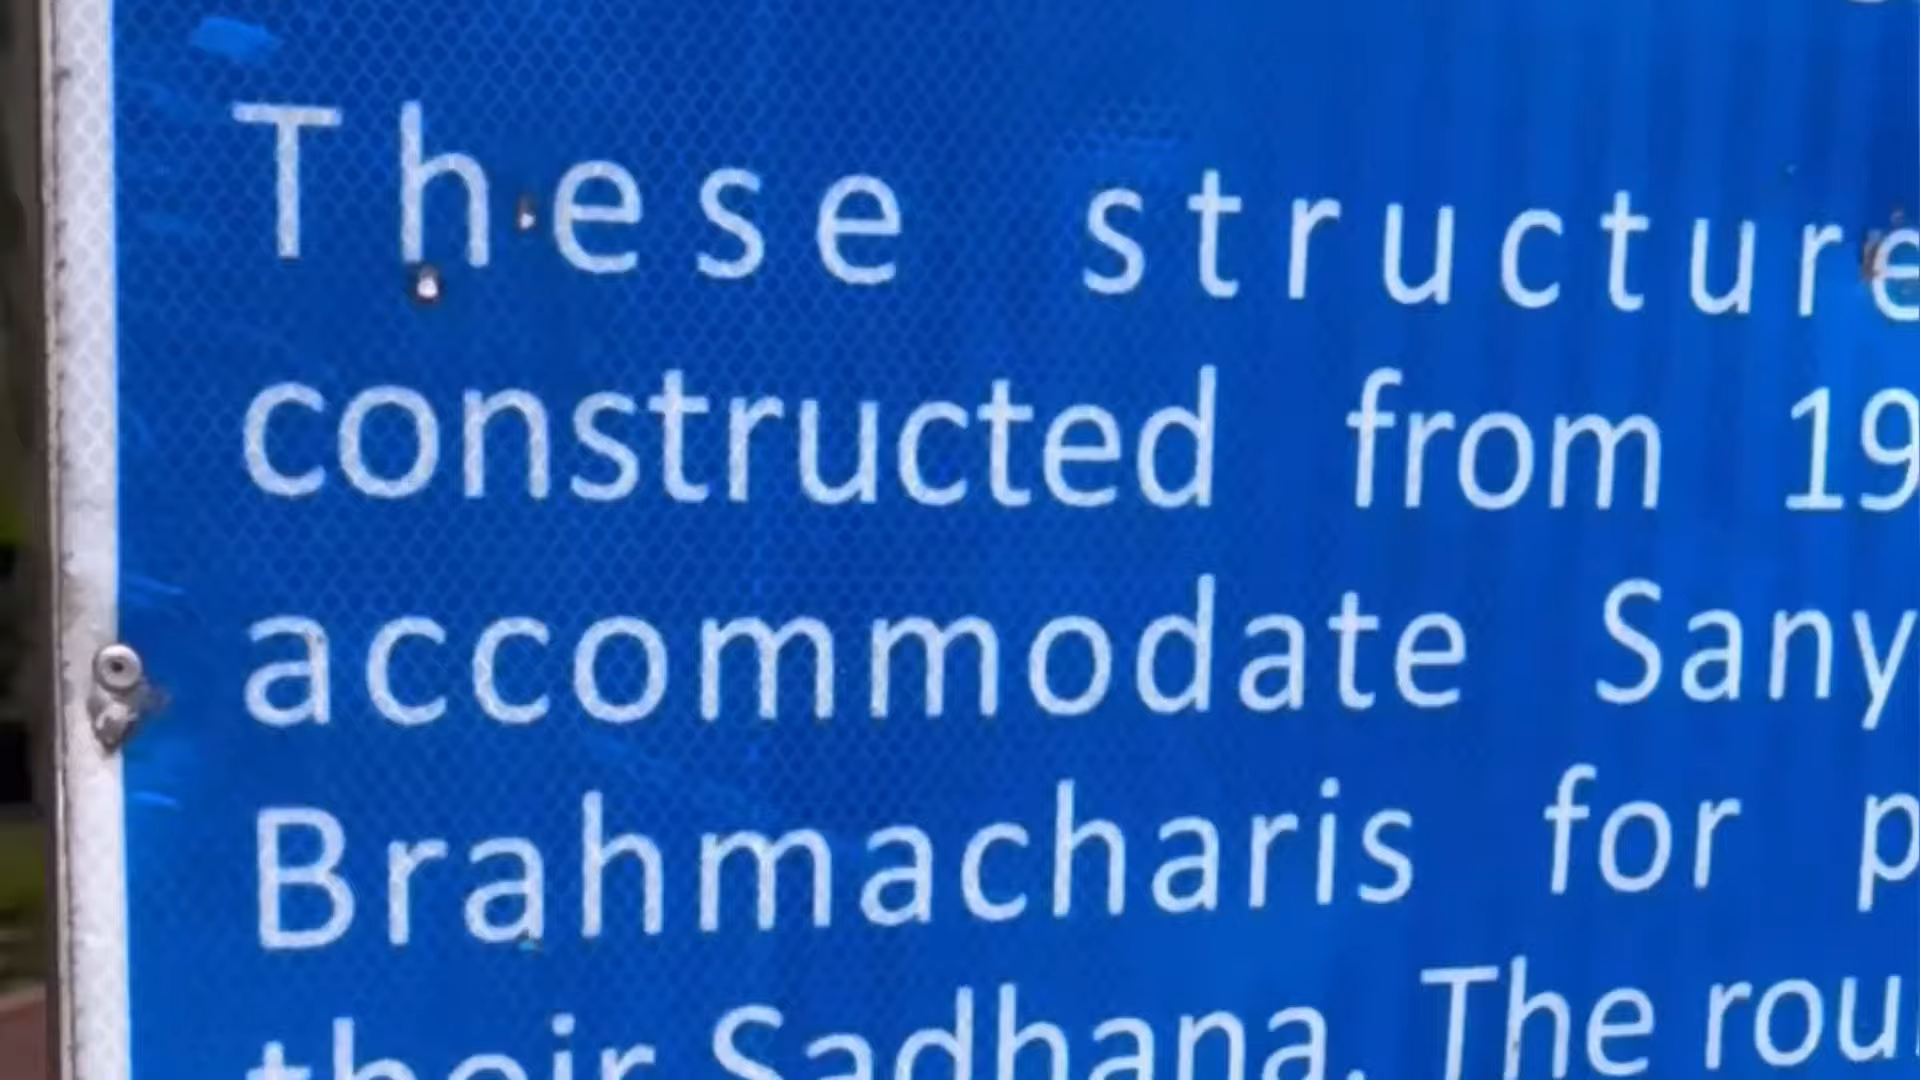 These structure
constructed from 19
accommodate Sany
Brahmacharis for p
their Sadhana. The rou